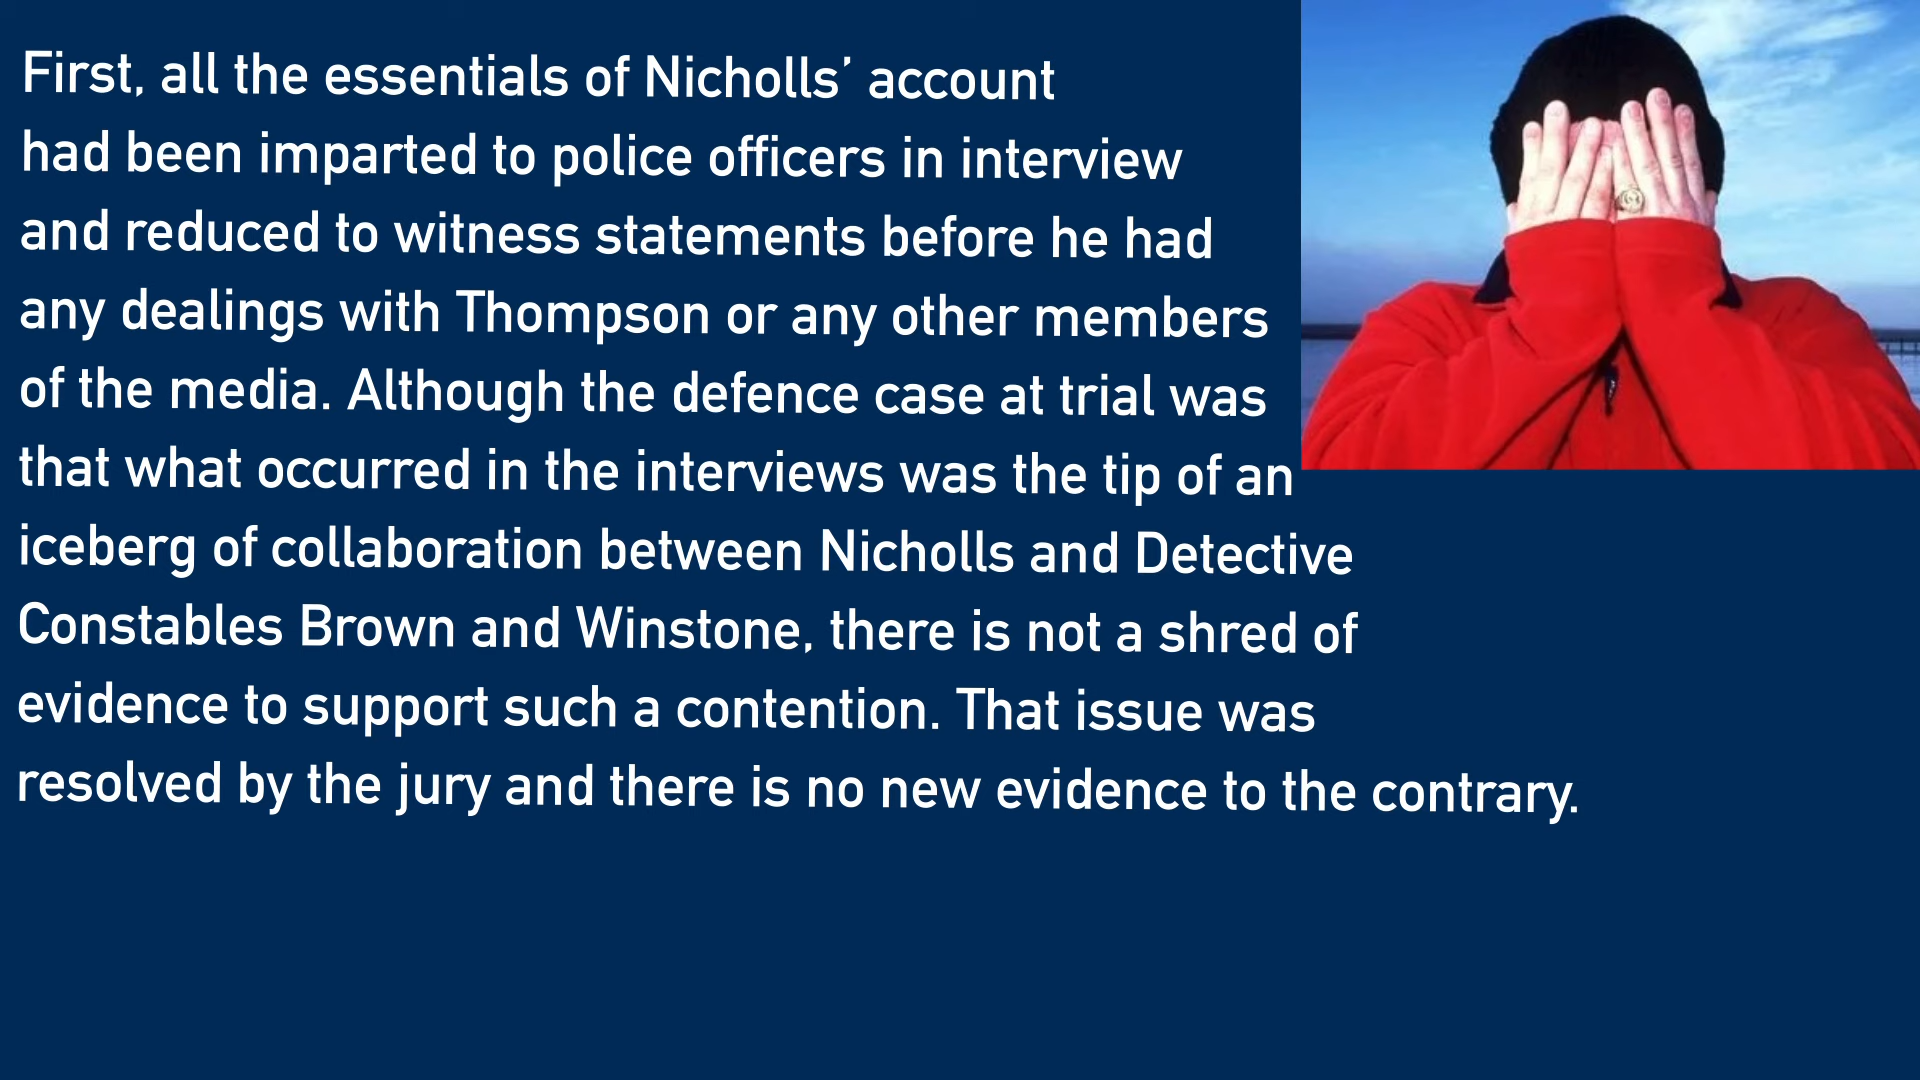 First, all the essentials of Nicholls’ account
had been imparted to police officers in interview
and reduced to witness statements before he had
any dealings with Thompson or any other members
of the media. Although the defence case at trial was
that what occurred in the interviews was the tip of an
iceberg of collaboration between Nicholls and Detective
Constables Brown and Winstone, there is not a shred of
evidence to support such a contention. That issue was
resolved by the jury and there is no new evidence to the contrary.